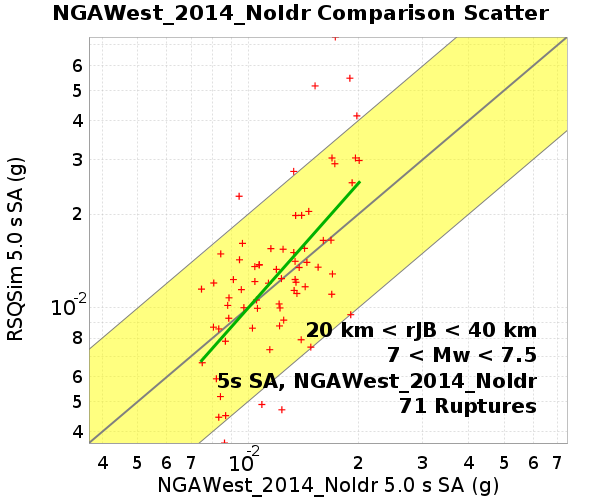 NGAWest_2014_NoIdr Comparison Scatter
RSQSim 5.0 s SA (g)
6
5
4
3
2
10-2
8
6
5
4
20 km < rJB < 40 km
7 < Mw < 7.5
5s SA, NGAWest_2014_NoIdr
71 Ruptures
4 5 6 7 10-2 2 3 4 5 6 7
NGAWest_2014_NoIdr 5.0 s SA (g)